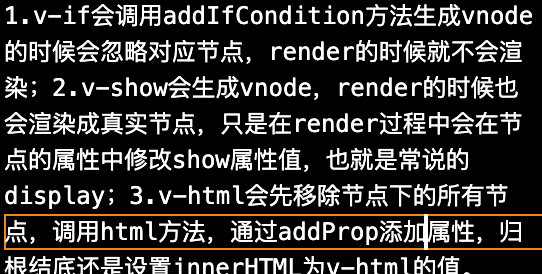 1.v-if会调用addIfCondition方法生成vnode
的时候会忽略对应节点，render的时候就不会渲
染；2.v-show会生成vnode，render的时候也
会渲染成真实节点，只是在render过程中会在节
点的属性中修改show属性值，也就是常说的
display；3.v-html会先移除节点下的所有节
点，调用html方法，通过addProp添加属性，归
根结底还是设置innerHTML为v-html的值。